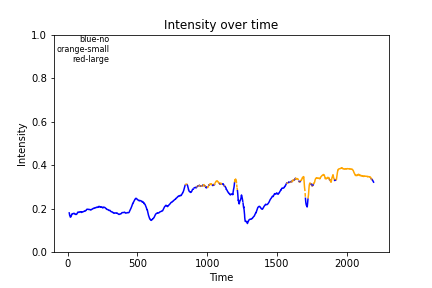 Intensity over time
blue-no
orange-small
red-large
1.0
0.8
0.6
0.4
0.2
0.0
Intensity
0 500 1000 1500 2000
Time